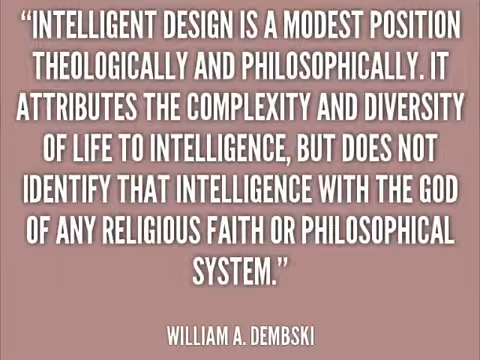 “INTELLIGENT DESIGN IS A MODEST POSITION
THEOLOGICALLY AND PHILOSOPHICALLY. IT
ATTRIBUTES THE COMPLEXITY AND DIVERSITY
OF LIFE TO INTELLIGENCE, BUT DOES NOT
IDENTIFY THAT INTELLIGENCE WITH THE GOD
OF ANY RELIGIOUS FAITH OR PHILOSOPHICAL
SYSTEM.”
WILLIAM A. DEMBSKI